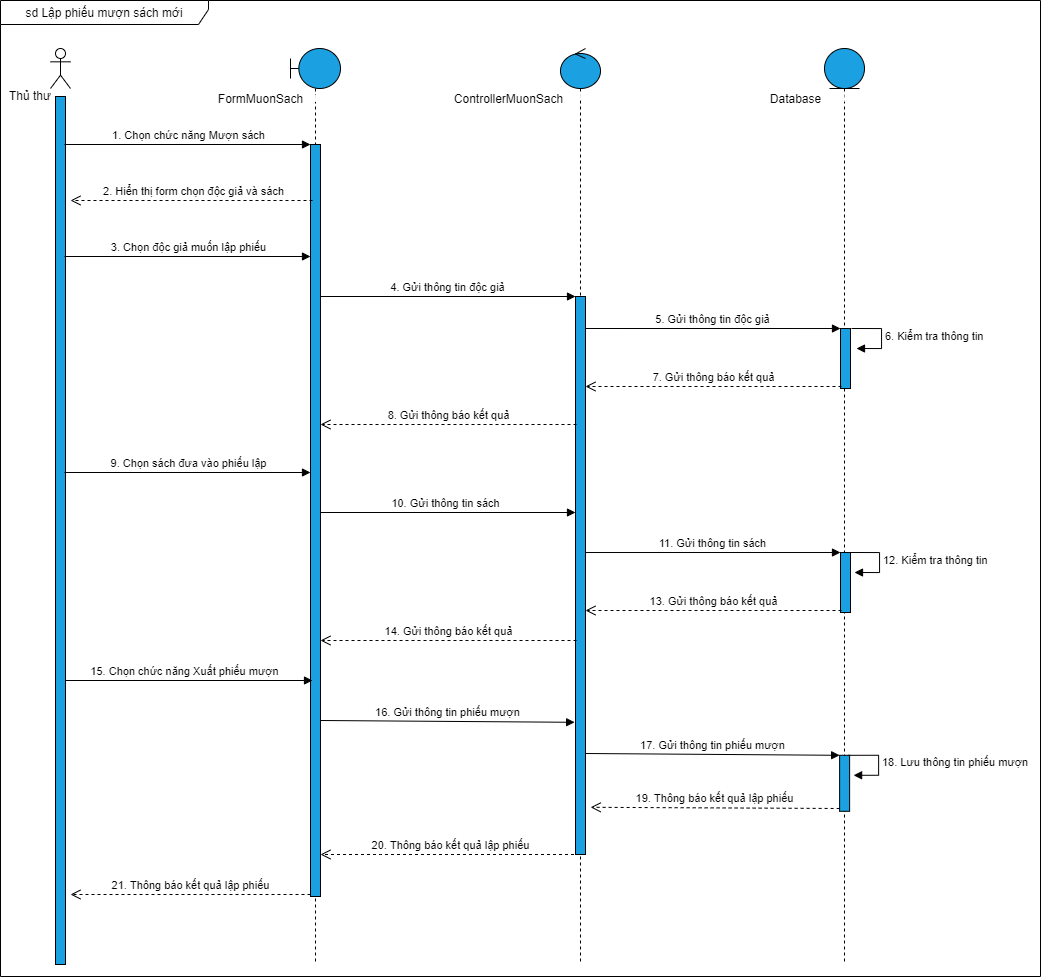 sd Lập phiếu mượn sách mới
Thủ thư
FormMuonSach
ControllerMuonSach
Database
1. Chọn chức năng Mượn sách
2. Hiển thị form chọn độc giả và sách
3. Chọn độc giả muốn lập phiếu
4. Gửi thông tin độc giả
5. Gửi thông tin độc giả
6. Kiểm tra thông tin
7. Gửi thông báo kết quả
8. Gửi thông báo kết quả
9. Chọn sách đưa vào phiếu lập
10. Gửi thông tin sách
11. Gửi thông tin sách
12. Kiểm tra thông tin
13. Gửi thông báo kết quả
14. Gửi thông báo kết quả
15. Chọn chức năng Xuất phiếu mượn
16. Gửi thông tin phiếu mượn
17. Gửi thông tin phiếu mượn
18. Lưu thông tin phiếu mượn
19. Thông báo kết quả lập phiếu
20. Thông báo kết quả lập phiếu
21. Thông báo kết quả lập phiếu